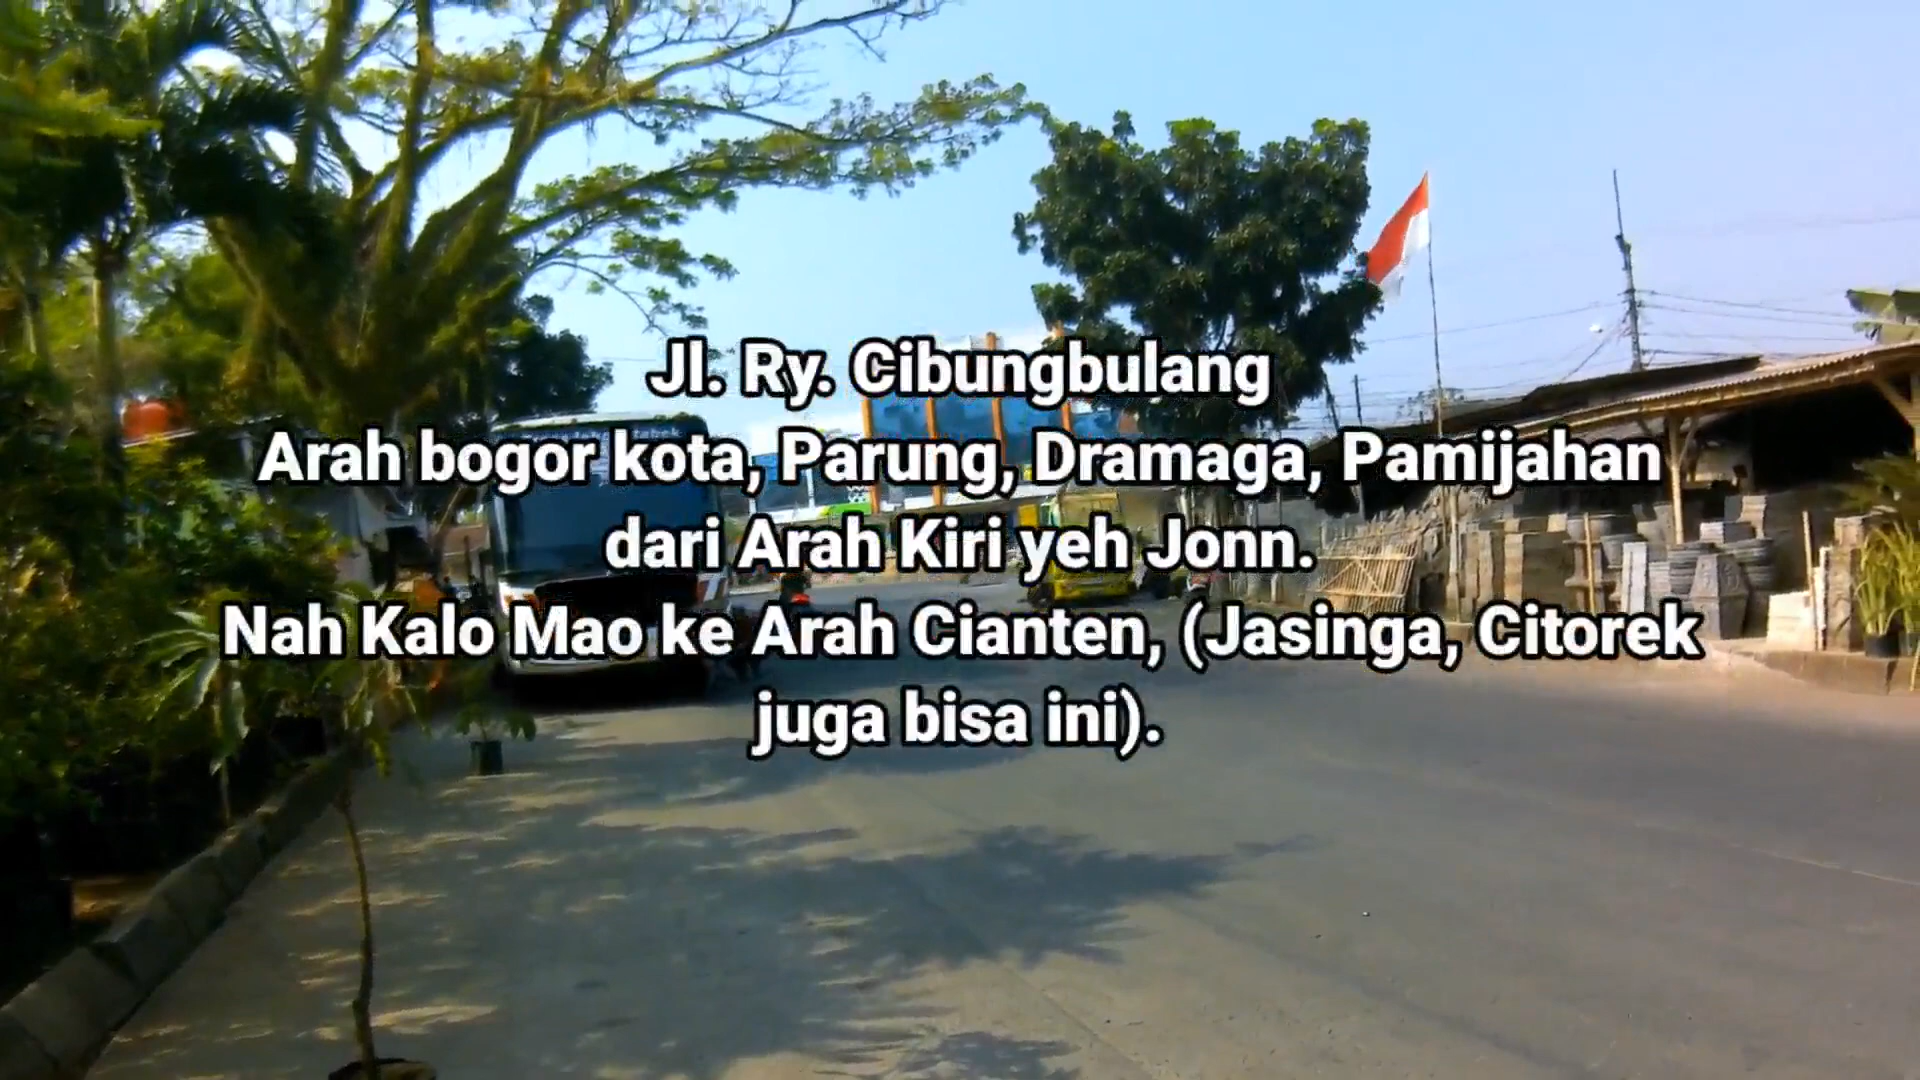 Jl. Ry. Cibungbulang
Arah bogor kota, Parung, Dramaga, Pamijahan
dari Arah Kiri yeh Jonn.
Nah Kalo Mao ke Arah Cianten, (Jasinga, Citorek
juga bisa ini).